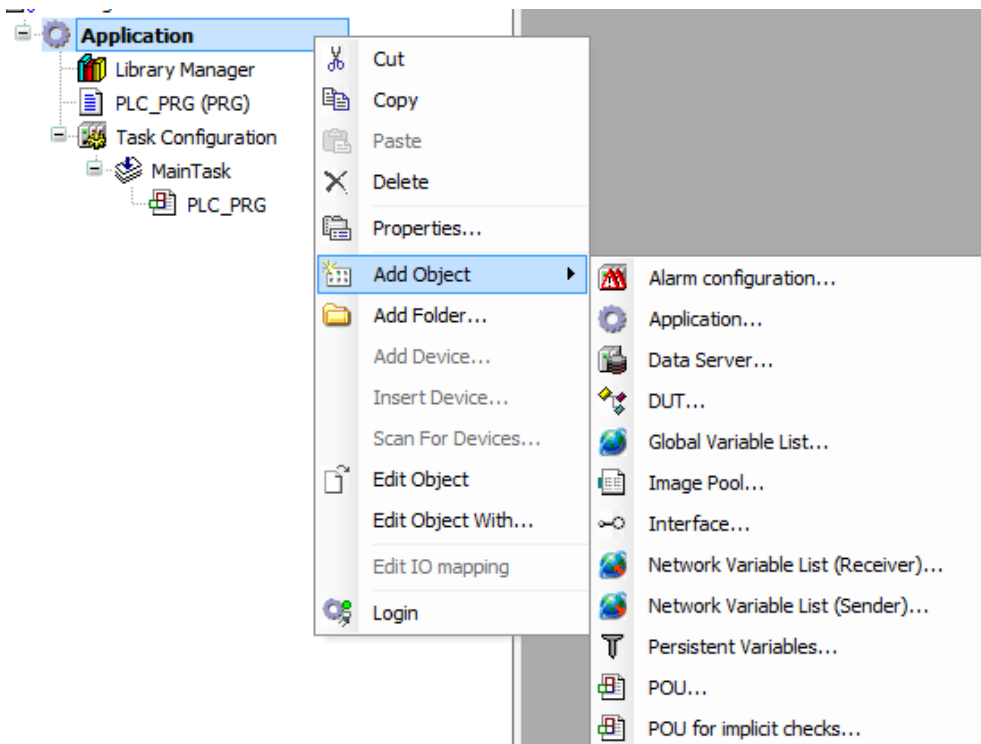 Application
Library Manager
PLC_PRG (PRG)
Task Configuration
MainTask
PLC_PRG
Cut
Copy
Paste
Delete
Properties...
Add Object
Add Folder...
Add Device...
Insert Device...
Scan For Devices...
Edit Object
Edit Object With...
Edit IO mapping
Login
Alarm configuration...
Application...
Data Server...
DUT...
Global Variable List...
Image Pool...
Interface...
Network Variable List (Receiver)...
Network Variable List (Sender)...
Persistent Variables...
POU...
POU for implicit checks...